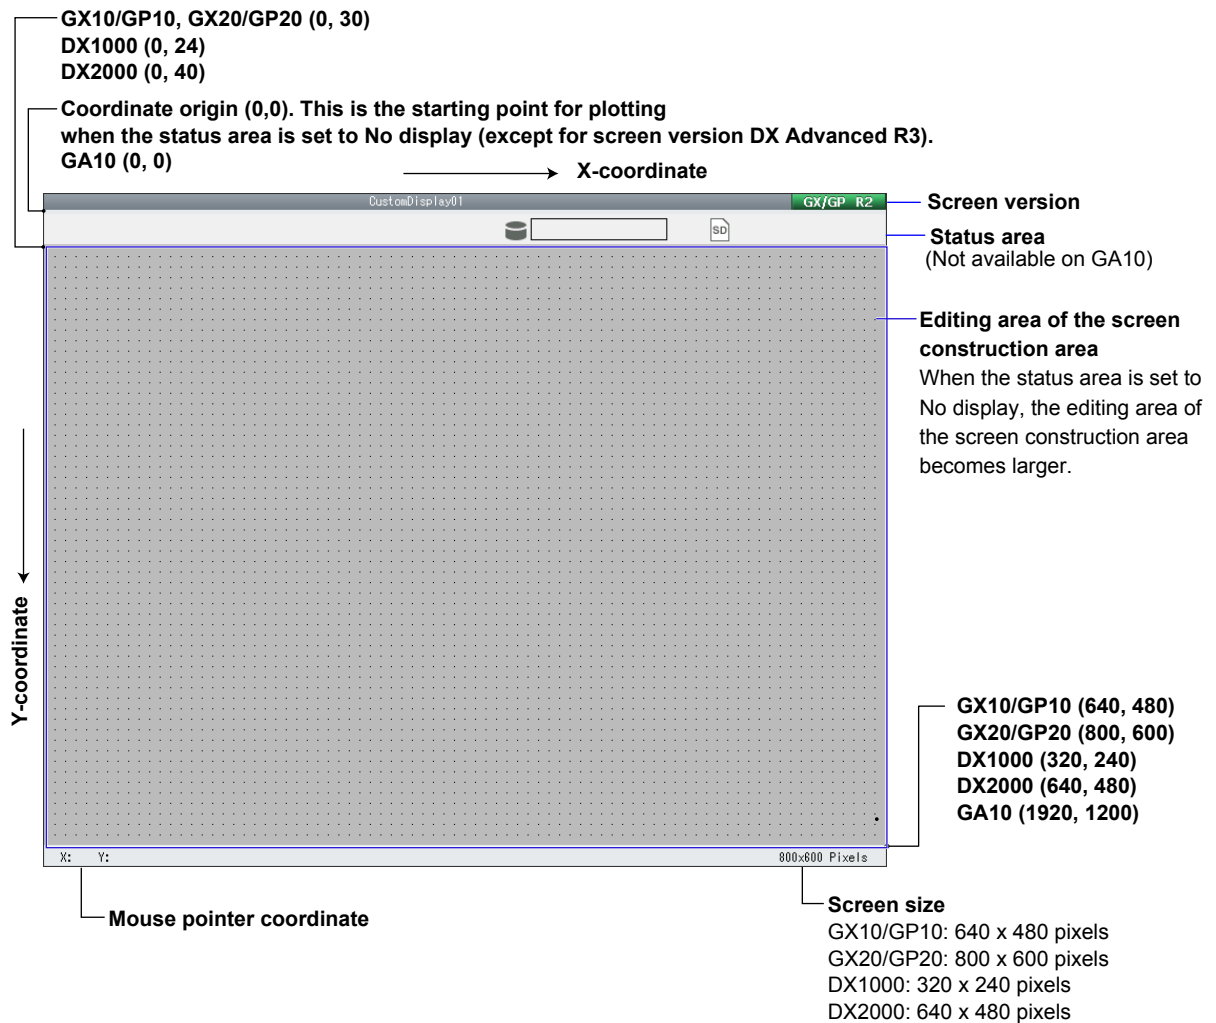 GX10/GP10, GX20/GP20 (0, 30)
DX1000 (0, 24)
DX2000 (0, 40)
Coordinate origin (0,0). This is the starting point for plotting
when the status area is set to No display (except for screen version DX Advanced R3).
GA10 (0, 0)
X-coordinate
CustomDisplay01
GX/GP R2
Screen version
SD
Status area
(Not available on GA10)
Editing area of the screen
construction area
When the status area is set to
No display, the editing area of
the screen construction area
becomes larger.
Y-coordinate
GX10/GP10 (640, 480)
GX20/GP20 (800, 600)
DX1000 (320, 240)
DX2000 (640, 480)
GA10 (1920, 1200)
X: Y:
800x600 Pixels
Mouse pointer coordinate
Screen size
GX10/GP10: 640 x 480 pixels
GX20/GP20: 800 x 600 pixels
DX1000: 320 x 240 pixels
DX2000: 640 x 480 pixels